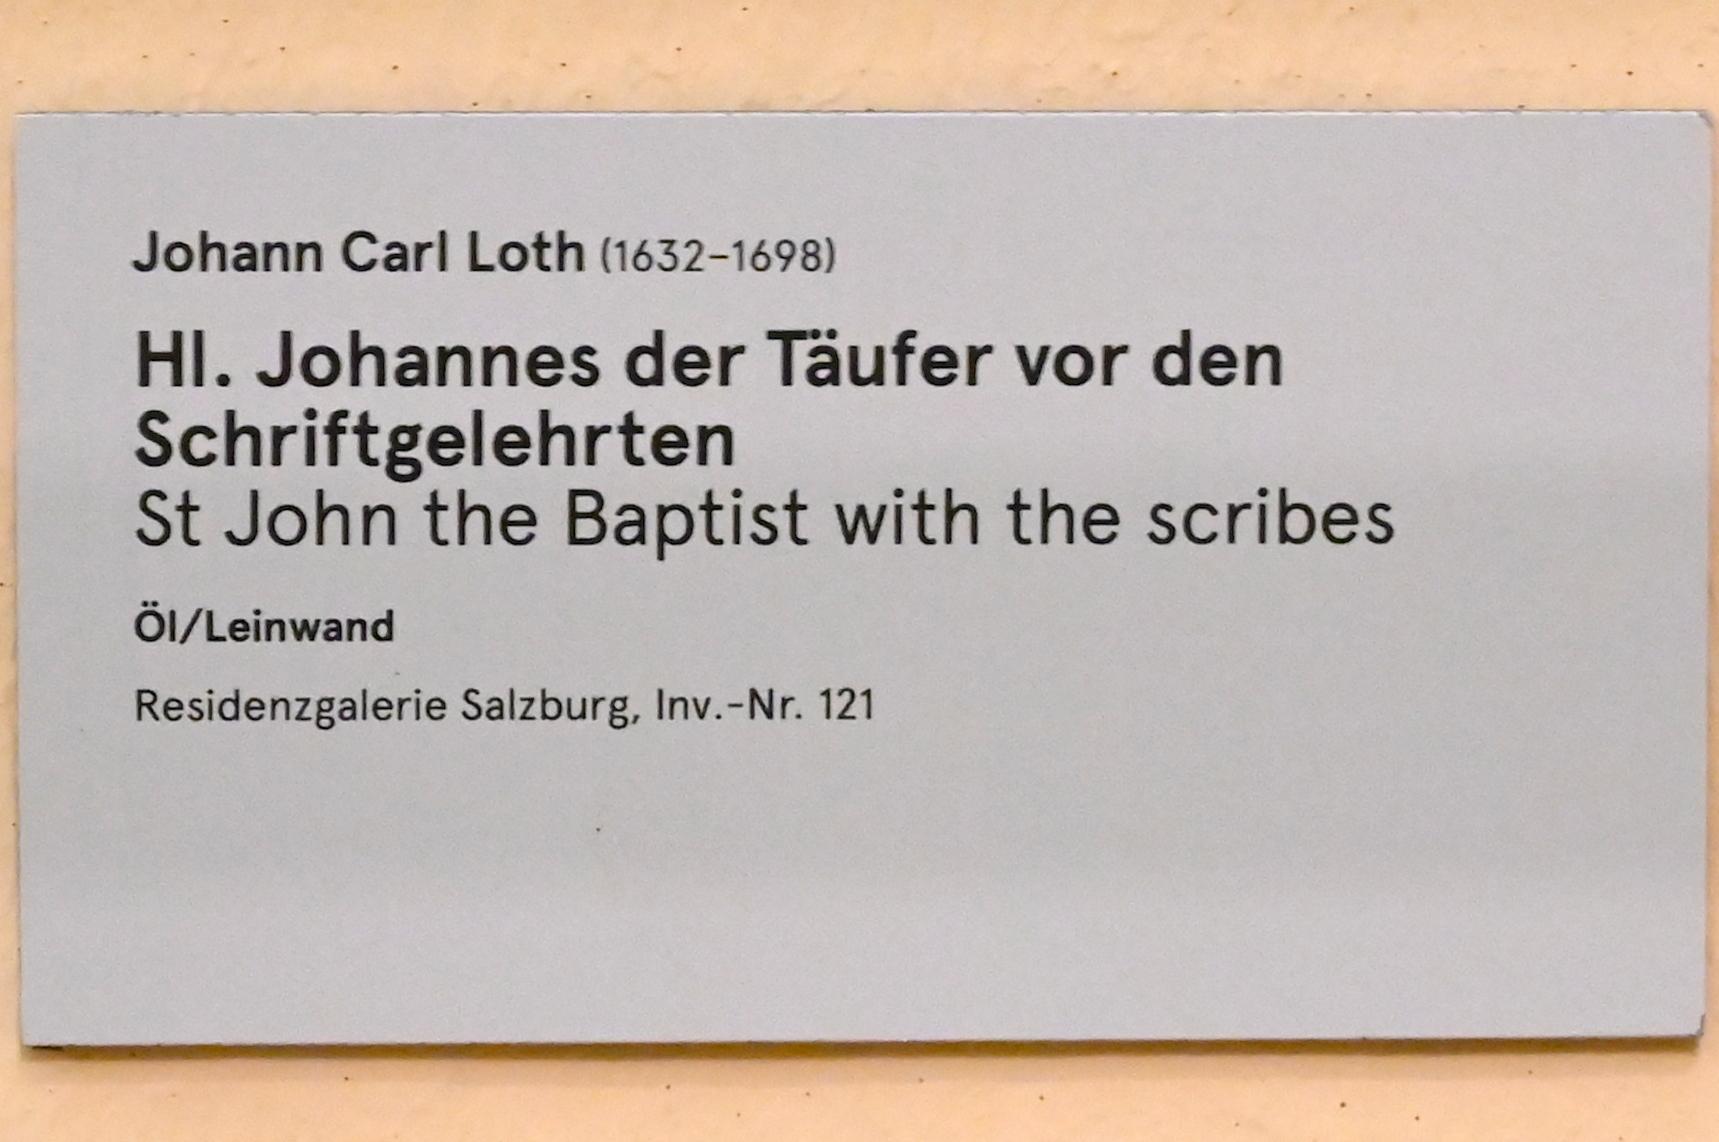 Johann Carl Loth (1632–1698)
Hl. Johannes der Täufer vor den
Schriftgelehrten
St John the Baptist with the scribes
Öl/Leinwand
Residenzgalerie Salzburg, Inv.-Nr. 121